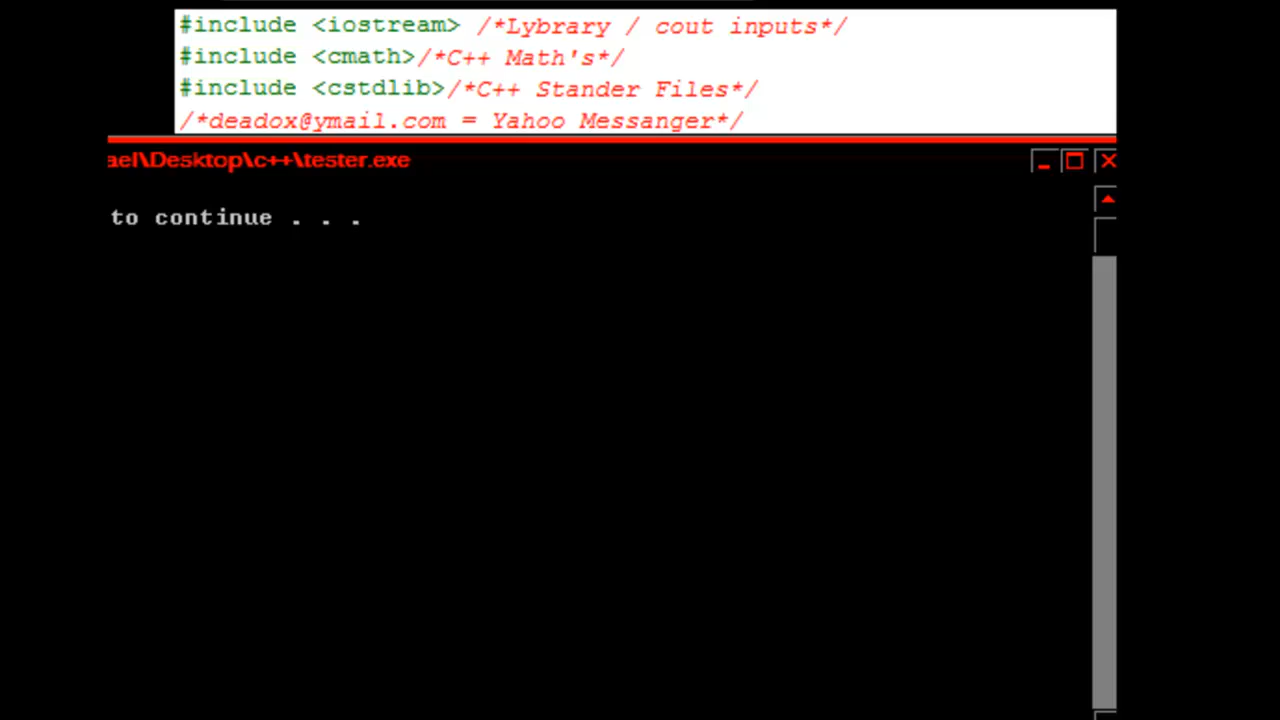 #include <iostream> /*Lybrary / cout inputs*/
#include <cmath>/*C++ Math's*/
#include <cstdlib>/*C++ Stander Files*/
/*deadox@ymail.com = Yahoo Messanger*/
ael\Desktop\c++\tester.exe
to continue . . .